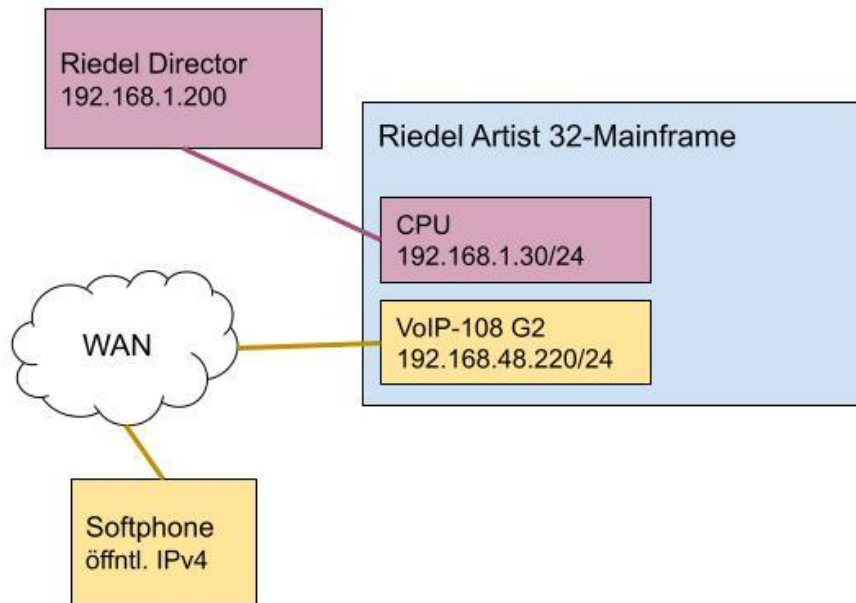 Riedel Director
192.168.1.200
Riedel Artist 32-Mainframe
CPU
192.168.1.30/24
VoIP-108 G2
192.168.48.220/24
WAN
Softphone
öffntl. IPv4